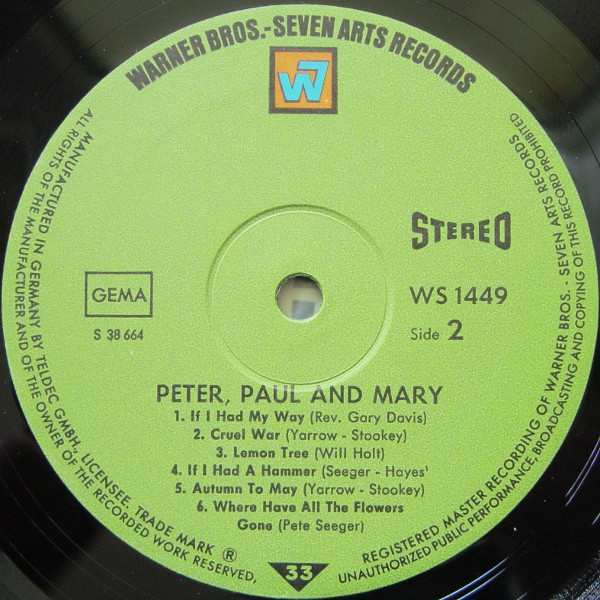 WARNER BROS.-SEVEN ARTS RECORDS
W7
STEREO
GEMA
S 38 664
WS 1449
Side 2
PETER, PAUL AND MARY
1. If I Had My Way (Rev. Gary Davis)
2. Cruel War (Yarrow - Stookey)
3. Lemon Tree (Will Holt)
4. If I Had A Hammer (Seeger - Hayes'
5. Autumn To May (Yarrow - Stookey)
6. Where Have All The Flowers
Gone (Pete Seeger)
33
MANUFACTURED IN GERMANY BY TELDEC GMBH., LICENSEE. TRADE MARK ®
ALL RIGHTS OF THE MANUFACTURER AND OF THE OWNER OF THE RECORDED WORK RESERVED,
REGISTERED MASTER RECORDING OF WARNER BROS. - SEVEN ARTS RECORDS
UNAUTHORIZED PUBLIC PERFORMANCE, BROADCASTING AND COPYING OF THIS RECORD PROHIBITED